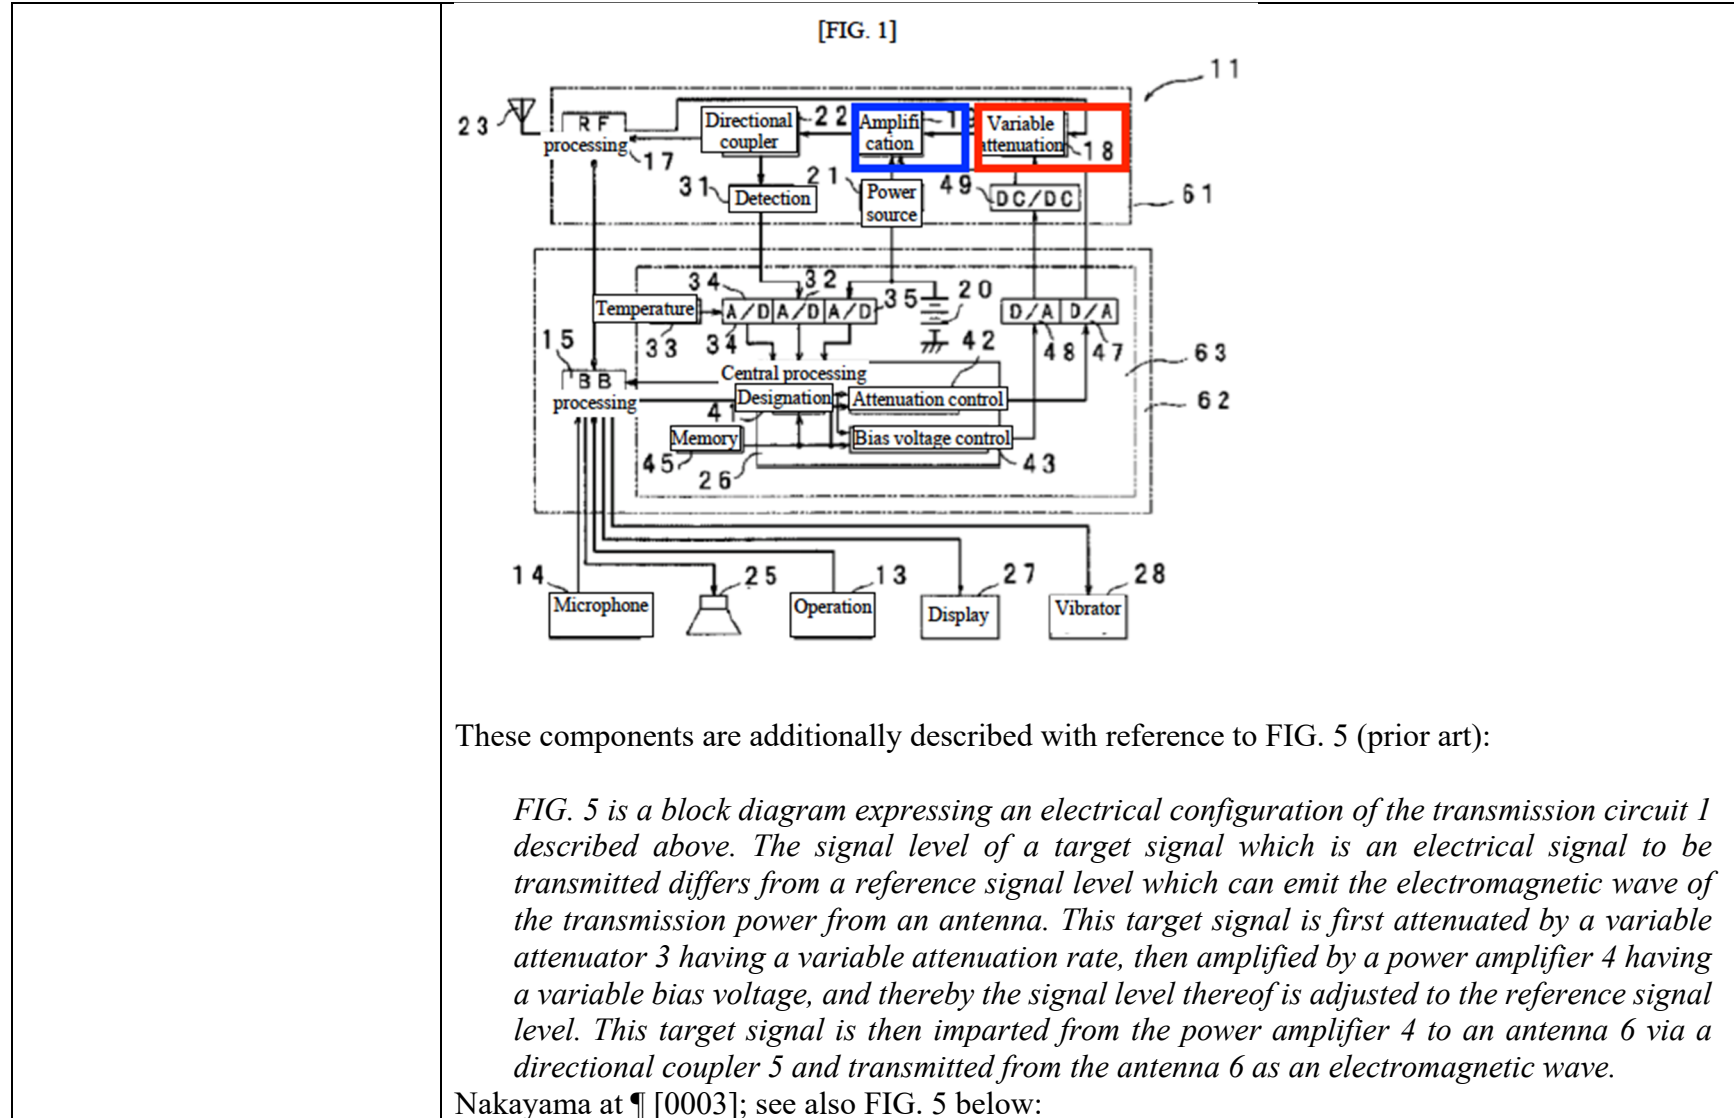 [FIG. 1]
11
23
RF
processing
17
Directional
coupler
22
Amplifi
cation
Variable
attenuation
18
31
Detection
21
Power
source
49
DC/DC
61
34
32
35
20
Temperature
A/D A/D A/D
D/A D/A
33
34
42
48
47
63
15
BB
processing
Central processing
Designation
Attenuation control
62
4
Memory
Bias voltage control
45
26
43
14
25
13
27
28
Microphone
Operation
Display
Vibrator
These components are additionally described with reference to FIG. 5 (prior art):
FIG. 5 is a block diagram expressing an electrical configuration of the transmission circuit 1
described above. The signal level of a target signal which is an electrical signal to be
transmitted differs from a reference signal level which can emit the electromagnetic wave of
the transmission power from an antenna. This target signal is first attenuated by a variable
attenuator 3 having a variable attenuation rate, then amplified by a power amplifier 4 having
a variable bias voltage, and thereby the signal level thereof is adjusted to the reference signal
level. This target signal is then imparted from the power amplifier 4 to an antenna 6 via a
directional coupler 5 and transmitted from the antenna 6 as an electromagnetic wave.
Nakayama at ¶ [0003]; see also FIG. 5 below: